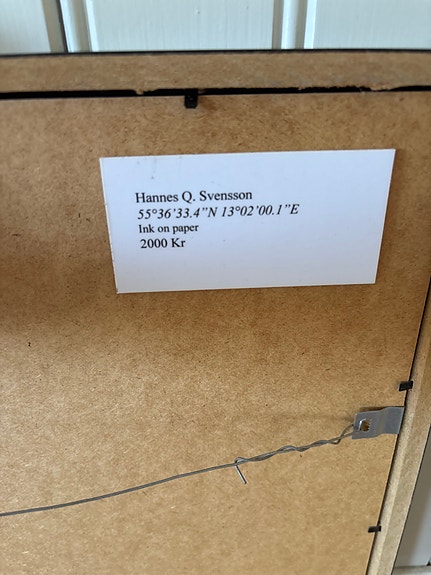 Hannes Q. Svensson
55°36’33.4”N 13°02’00.1”E
Ink on paper
2000 Kr